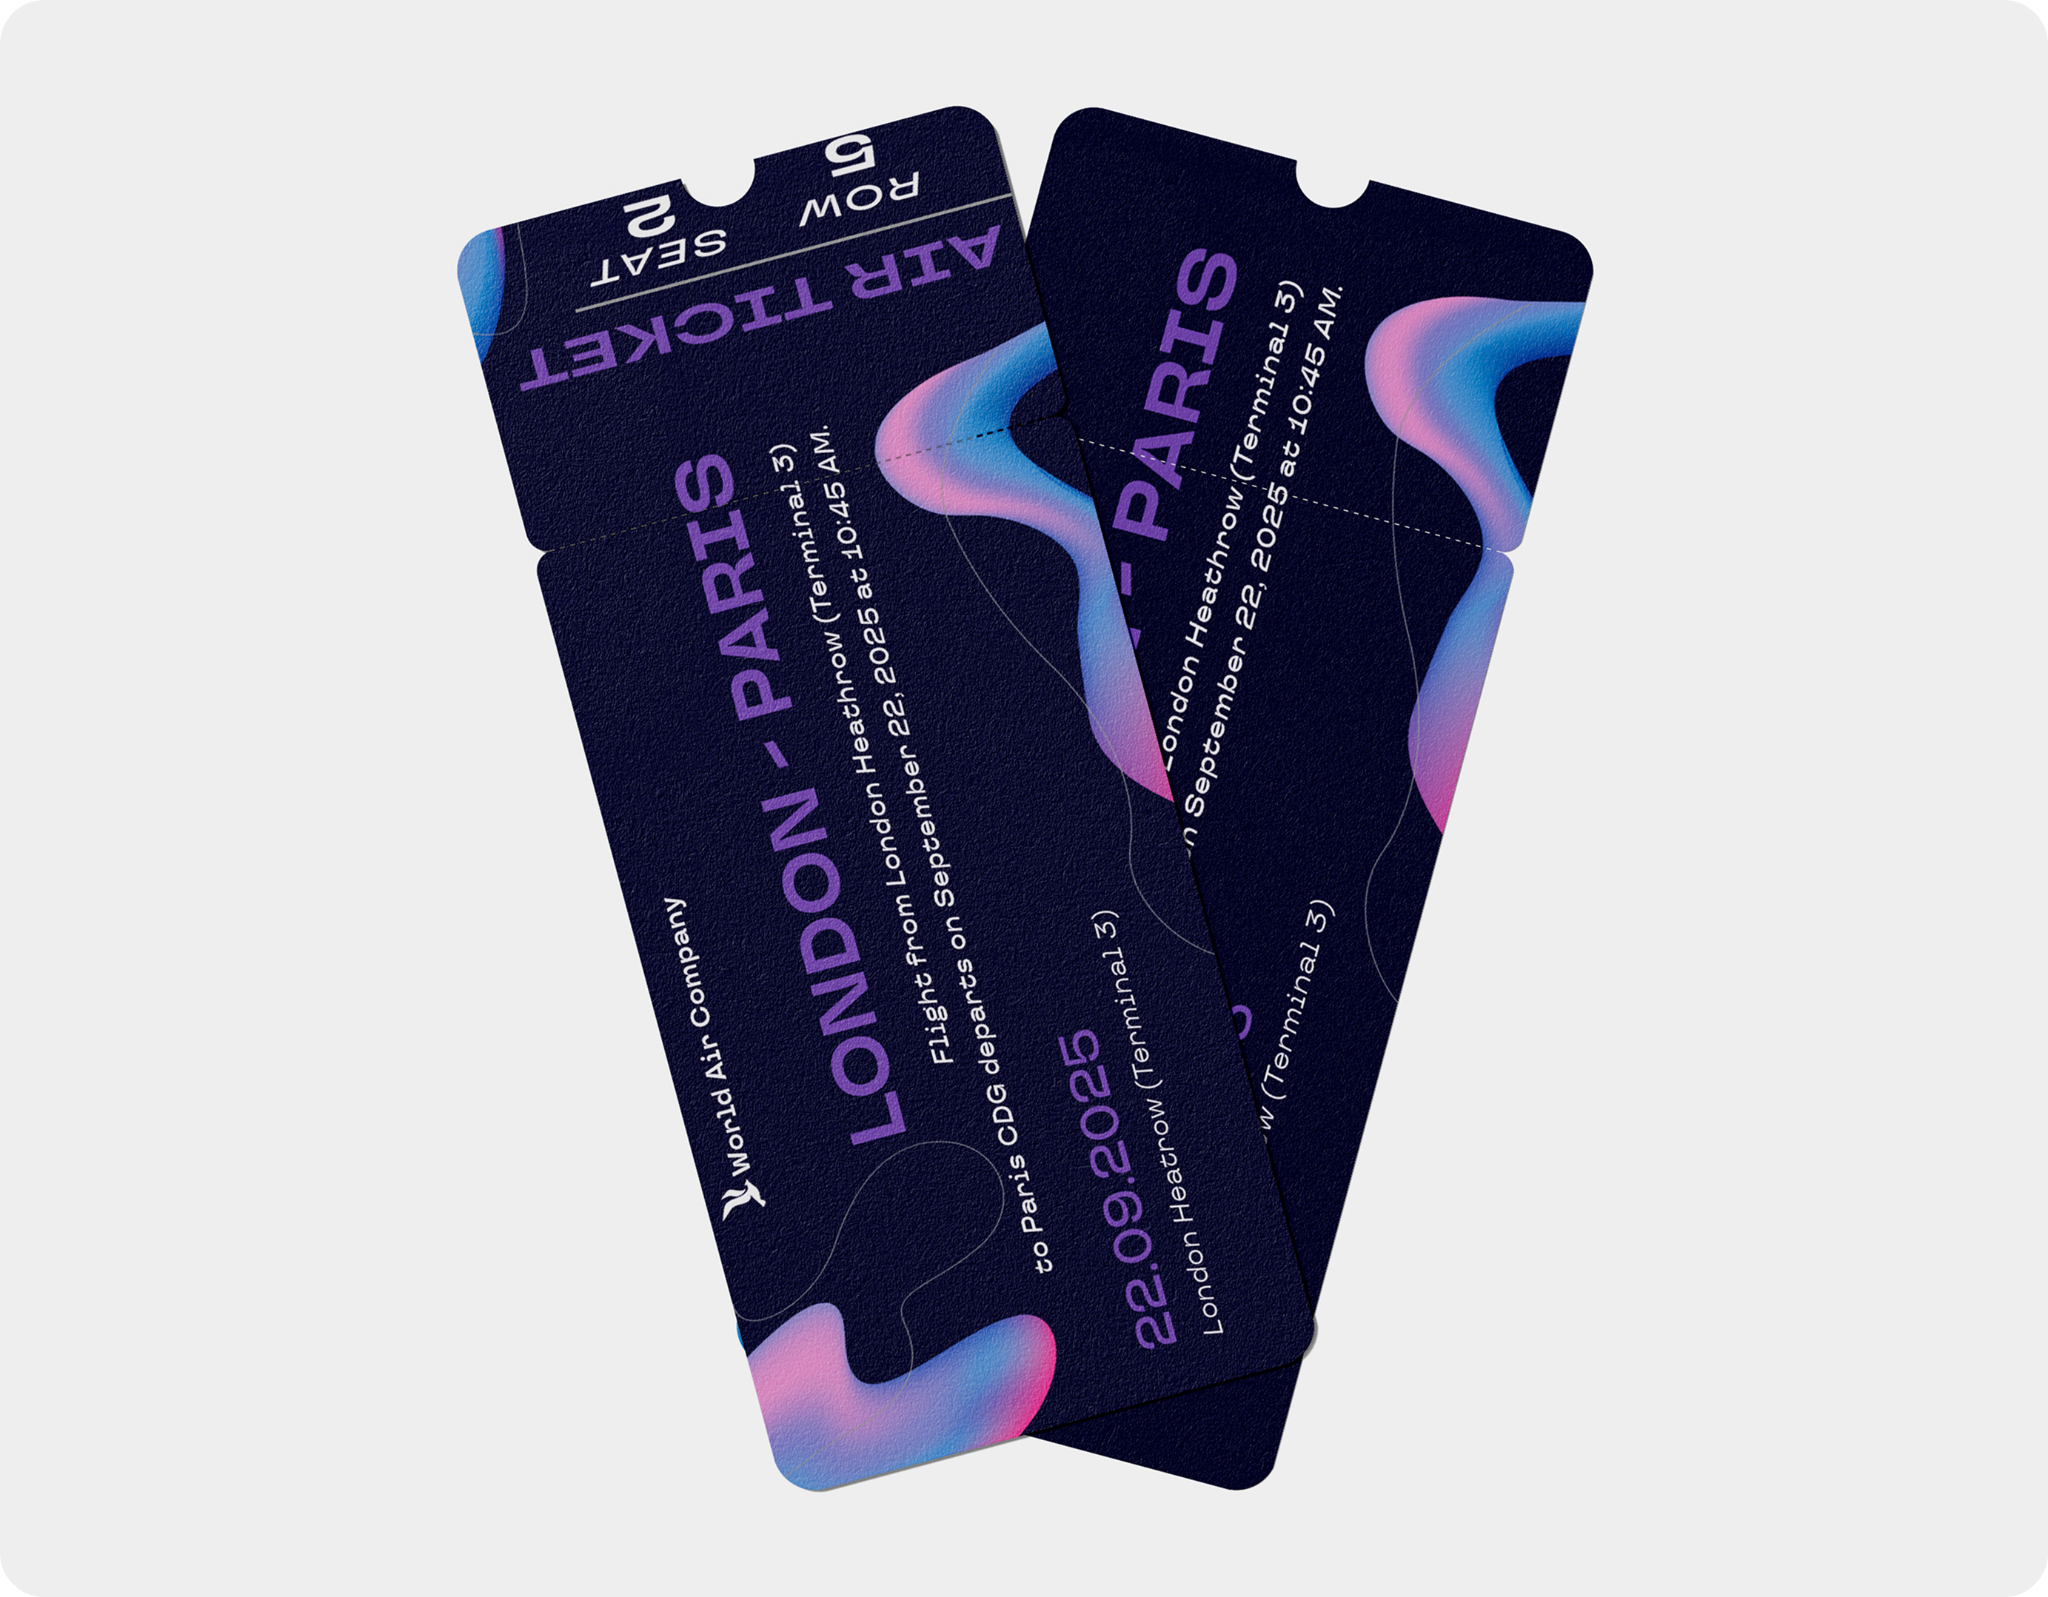 World Air Company
LONDON - PARIS
Flight from London Heathrow (Terminal 3)
to Paris CDG departs on September 22, 2025 at 10:45 AM.
22.09.2025
London Heatrow (Terminal 3)
AIR TICKET
ROW SEAT
5 2
- PARIS
London Heathrow (Terminal 3)
on September 22, 2025 at 10:45 AM.
(Terminal 3)